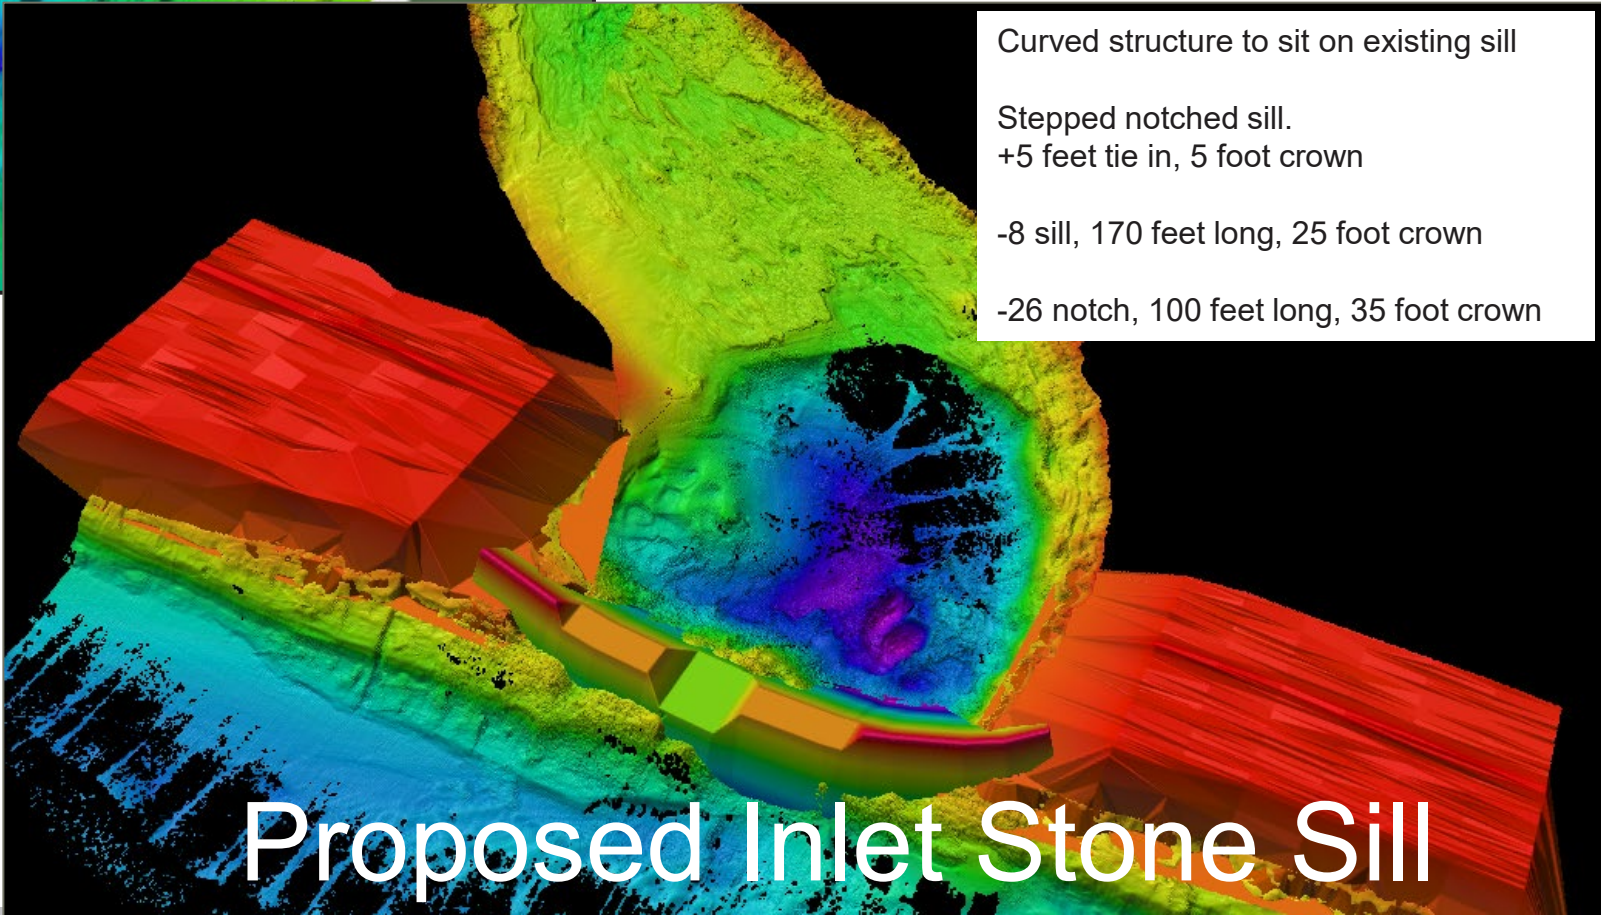 Curved structure to sit on existing sill
Stepped notched sill.
+5 feet tie in, 5 foot crown
-8 sill, 170 feet long, 25 foot crown
-26 notch, 100 feet long, 35 foot crown
Proposed Inlet Stone Sill